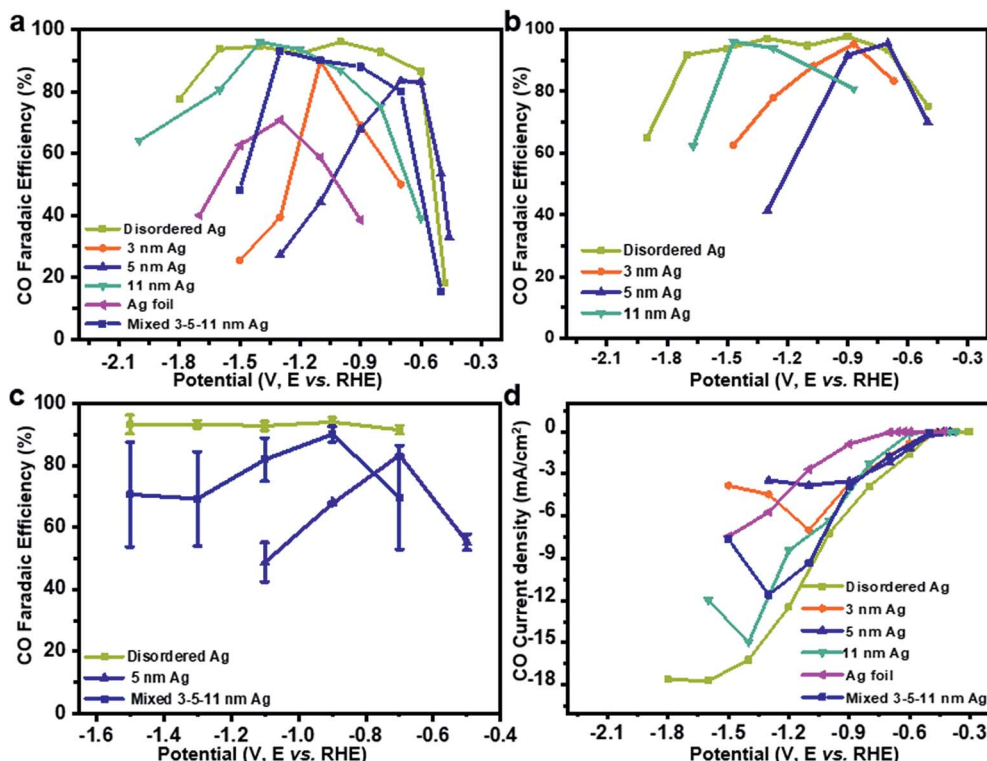 a
CO Faradaic Efficiency (%)
100
80
60
40
20
0
Disordered Ag
3 nm Ag
5 nm Ag
11 nm Ag
Ag foil
Mixed 3-5-11 nm Ag
-2.1 -1.8 -1.5 -1.2 -0.9 -0.6 -0.3
Potential (V, E vs. RHE)
b
CO Faradaic Efficiency (%)
100
80
60
40
20
0
Disordered Ag
3 nm Ag
5 nm Ag
11 nm Ag
-2.1 -1.8 -1.5 -1.2 -0.9 -0.6 -0.3
Potential (V, E vs. RHE)
c
CO Faradaic Efficiency (%)
100
80
60
40
20
0
Disordered Ag
5 nm Ag
Mixed 3-5-11 nm Ag
-1.6 -1.4 -1.2 -1.0 -0.8 -0.6 -0.4
Potential (V, E vs. RHE)
d
CO Current density (mA/cm²)
0
-3
-6
-9
-12
-15
-18
Disordered Ag
3 nm Ag
5 nm Ag
11 nm Ag
Ag foil
Mixed 3-5-11 nm Ag
-2.1 -1.8 -1.5 -1.2 -0.9 -0.6 -0.3
Potential (V, E vs. RHE)